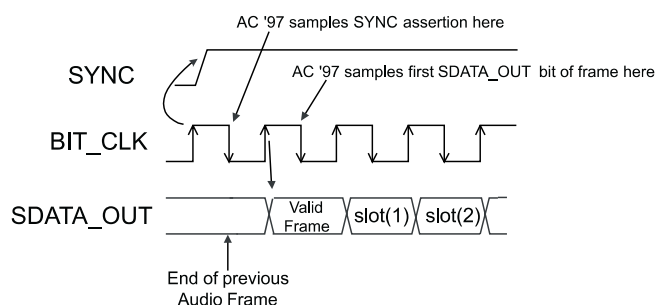 AC '97 samples SYNC assertion here
SYNC
AC '97 samples first SDATA_OUT bit of frame here
BIT_CLK
SDATA_OUT
Valid
Frame
slot(1)
slot(2)
End of previous
Audio Frame